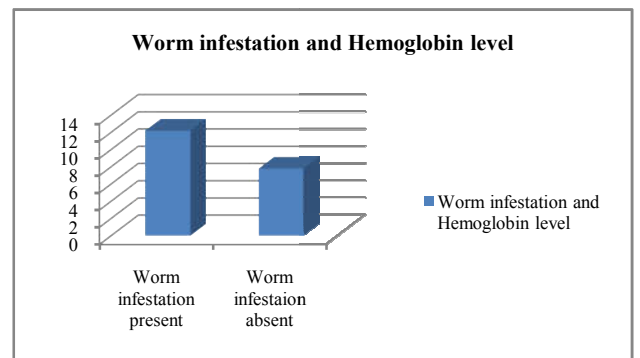 Worm infestation and Hemoglobin level
14
12
10
8
6
4
2
0
Worm infestation present
Worm infestaion absent
Worm infestation and
Hemoglobin level